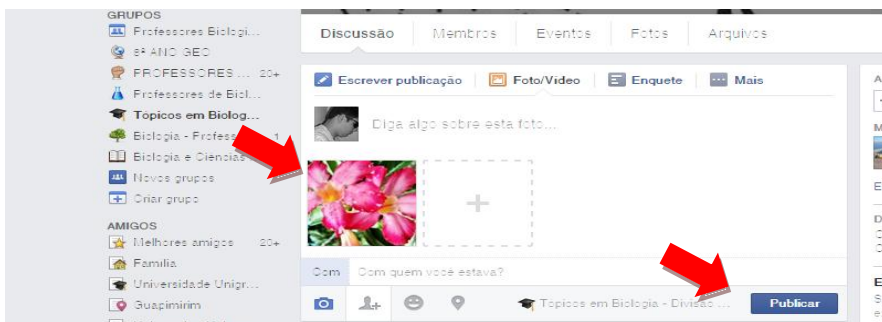 GRUPOS
Professores Biologi...
8º ANO GEO
PROFESSORES ... 20+
Professores de Biol...
Tópicos em Biolog...
Biologia - Profess 1
Biologia e Ciências
Novos grupos
Criar grupo
AMIGOS
Melhores amigos 20+
Família
Universidade Unigr...
Guapimirim
Discussão Membros Eventos Fotos Arquivos
Escrever publicação Foto/Vídeo Enquete Mais
Diga algo sobre esta foto...
Com Com quem você estava?
Tópicos em Biologia - Divisão ... Publicar